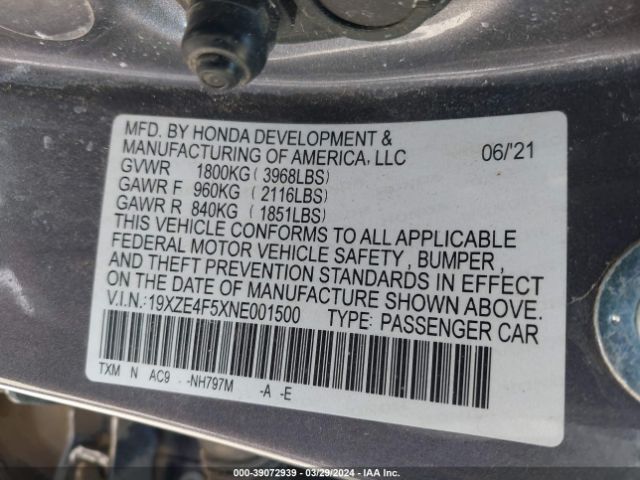 MFD. BY HONDA DEVELOPMENT &
MANUFACTURING OF AMERICA, LLC 06/'21
GVWR 1800KG ( 3968LBS)
GAWR F 960KG ( 2116LBS)
GAWR R 840KG ( 1851LBS)
THIS VEHICLE CONFORMS TO ALL APPLICABLE
FEDERAL MOTOR VEHICLE SAFETY, BUMPER,
AND THEFT PREVENTION STANDARDS IN EFFECT
ON THE DATE OF MANUFACTURE SHOWN ABOVE.
V.I.N.:19XZE4F5XNE001500 TYPE: PASSENGER CAR
TXM N AC9 - -NH797M -A -E
000-39072939 - 03/29/2024 - IAA Inc.